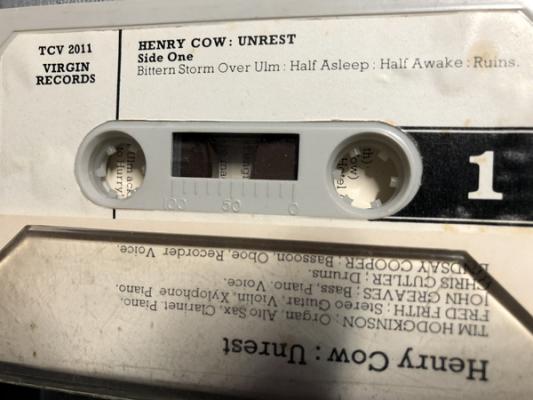 TCV 2011
VIRGIN
RECORDS
HENRY COW: UNREST
Side One
Bittern Storm Over Ulm : Half Asleep : Half Awake : Ruins.
100 50 0
1
Henry Cow: Unrest
TIM HODGKINSON: Organ, Alto Sax, Clarinet, Piano.
FRED FRITH: Stereo Guitar, Violin, Xylophone, Piano.
JOHN GREAVES: Bass, Piano, Voice.
CHRIS CUTLER: Drums.
LINDSAY COOPER: Bassoon, Oboe, Recorder, Voice.